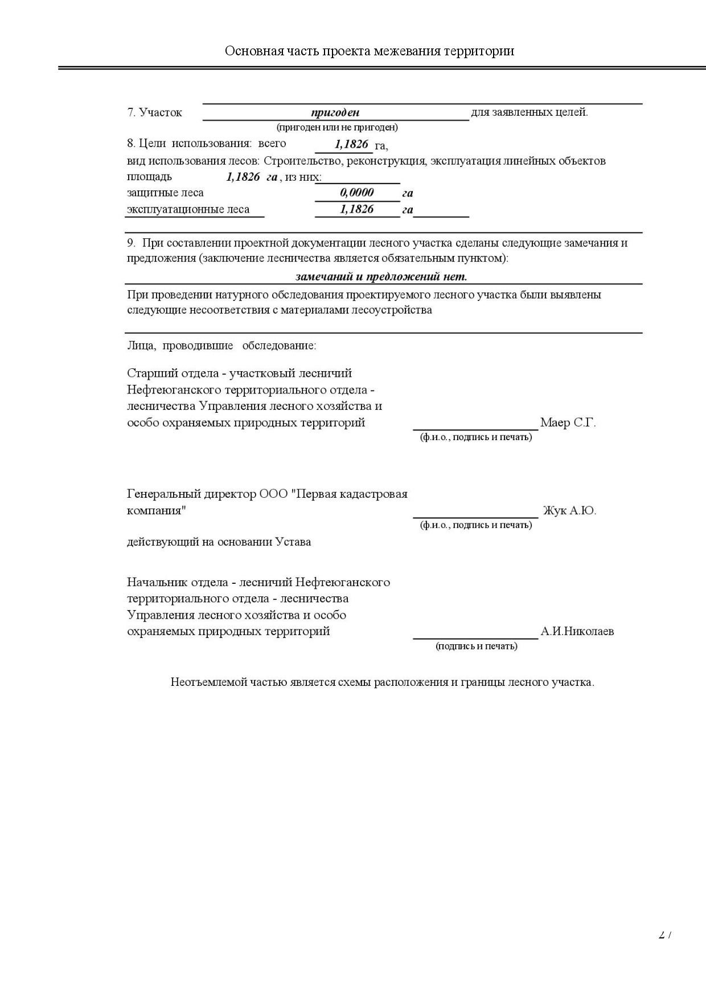 Основная часть проекта межевания территории
7. Участок пригоден для заявленных целей.
(пригоден или не пригоден)
8. Цели использования: всего 1,1826 га,
вид использования лесов: Строительство, реконструкция, эксплуатация линейных объектов
площадь 1,1826 га , из них:
защитные леса 0,0000 га
эксплуатационные леса 1,1826 га
9. При составлении проектной документации лесного участка сделаны следующие замечания и
предложения (заключение лесничества является обязательным пунктом):
замечаний и предложений нет.
При проведении натурного обследования проектируемого лесного участка были выявлены
следующие несоответствия с материалами лесоустройства
Лица, проводившие обследование:
Старший отдела - участковый лесничий
Нефтеюганского территориального отдела -
лесничества Управления лесного хозяйства и
особо охраняемых природных территорий Маер С.Г.
(ф.и.о., подпись и печать)
Генеральный директор ООО "Первая кадастровая
компания" Жук А.Ю.
(ф.и.о., подпись и печать)
действующий на основании Устава
Начальник отдела - лесничий Нефтеюганского
территориального отдела - лесничества
Управления лесного хозяйства и особо
охраняемых природных территорий А.И.Николаев
(подпись и печать)
Неотъемлемой частью является схемы расположения и границы лесного участка.